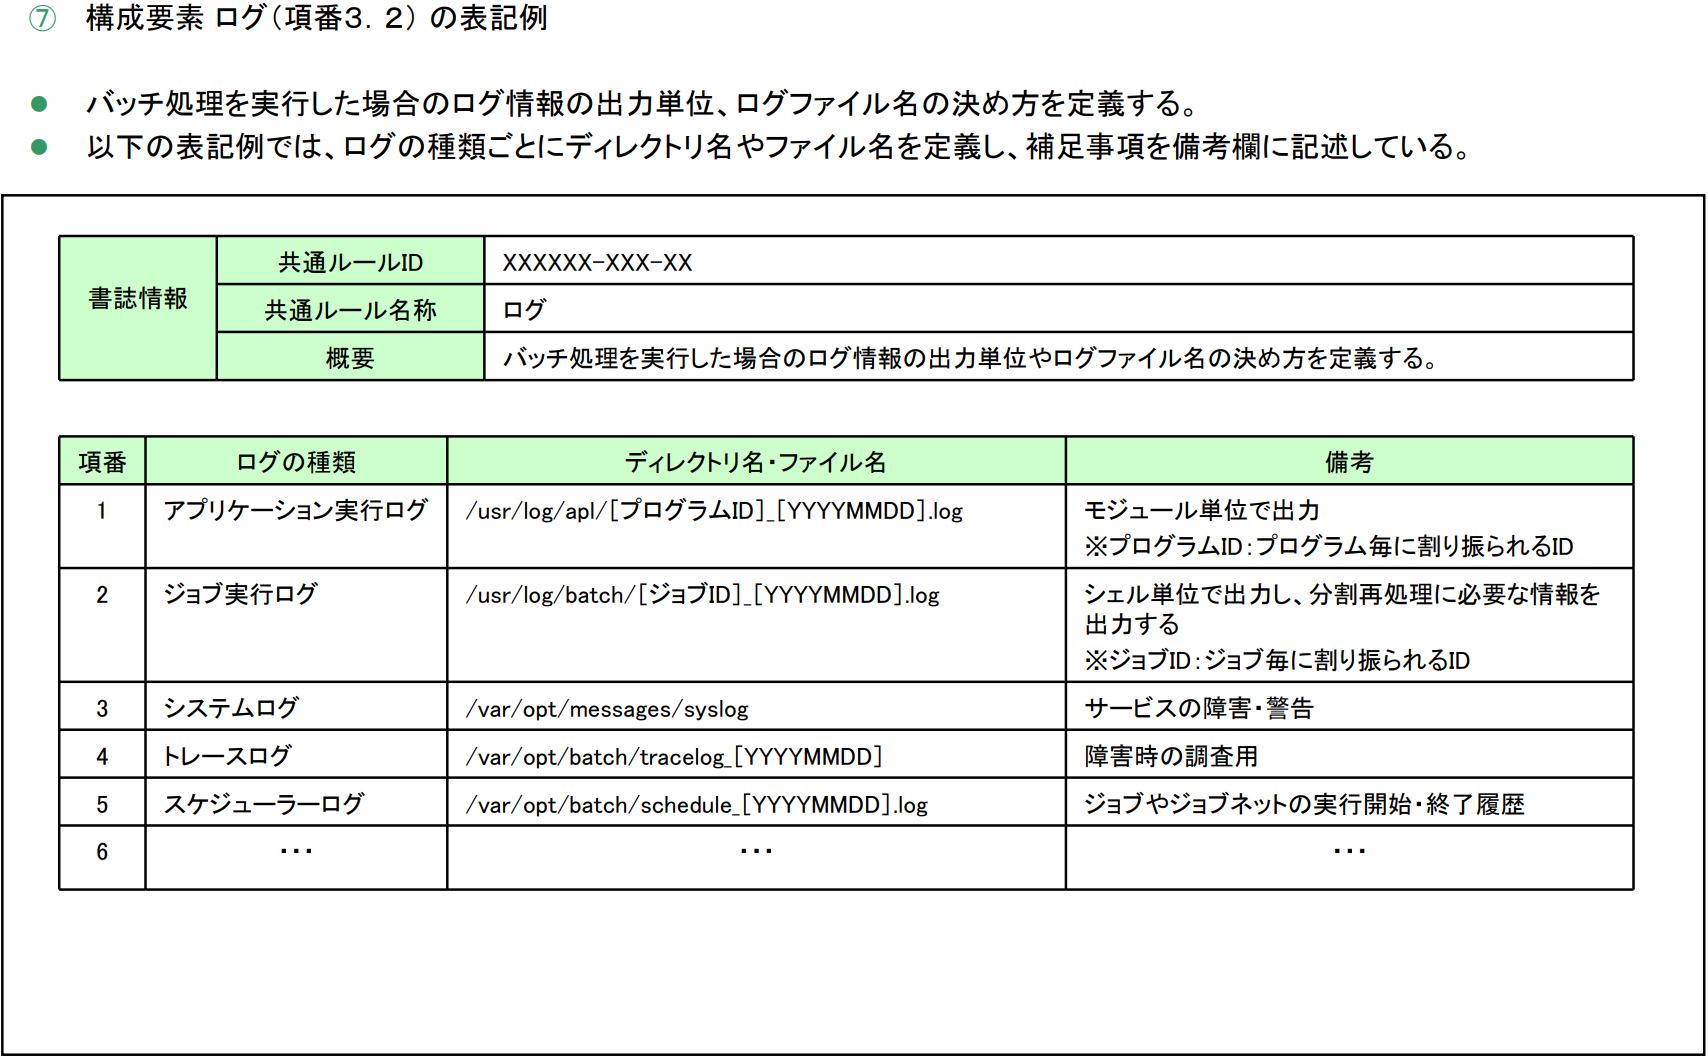 ⑦ 構成要素 ログ（項番３．２）の表記例
● バッチ処理を実行した場合のログ情報の出力単位、ログファイル名の決め方を定義する。
● 以下の表記例では、ログの種類ごとにディレクトリ名やファイル名を定義し、補足事項を備考欄に記述している。
書誌情報
共通ルールID XXXXXX-XXX-XX
共通ルール名称 ログ
概要 バッチ処理を実行した場合のログ情報の出力単位やログファイル名の決め方を定義する。
項番 ログの種類 ディレクトリ名・ファイル名 備考
1 アプリケーション実行ログ /usr/log/apl/[プログラムID]_[YYYYMMDD].log モジュール単位で出力
※プログラムID：プログラム毎に割り振られるID
2 ジョブ実行ログ /usr/log/batch/[ジョブID]_[YYYYMMDD].log シェル単位で出力し、分割再処理に必要な情報を
出力する
※ジョブID：ジョブ毎に割り振られるID
3 システムログ /var/opt/messages/syslog サービスの障害・警告
4 トレースログ /var/opt/batch/tracelog_[YYYYMMDD] 障害時の調査用
5 スケジューラーログ /var/opt/batch/schedule_[YYYYMMDD].log ジョブやジョブネットの実行開始・終了履歴
6 ・・・ ・・・ ・・・